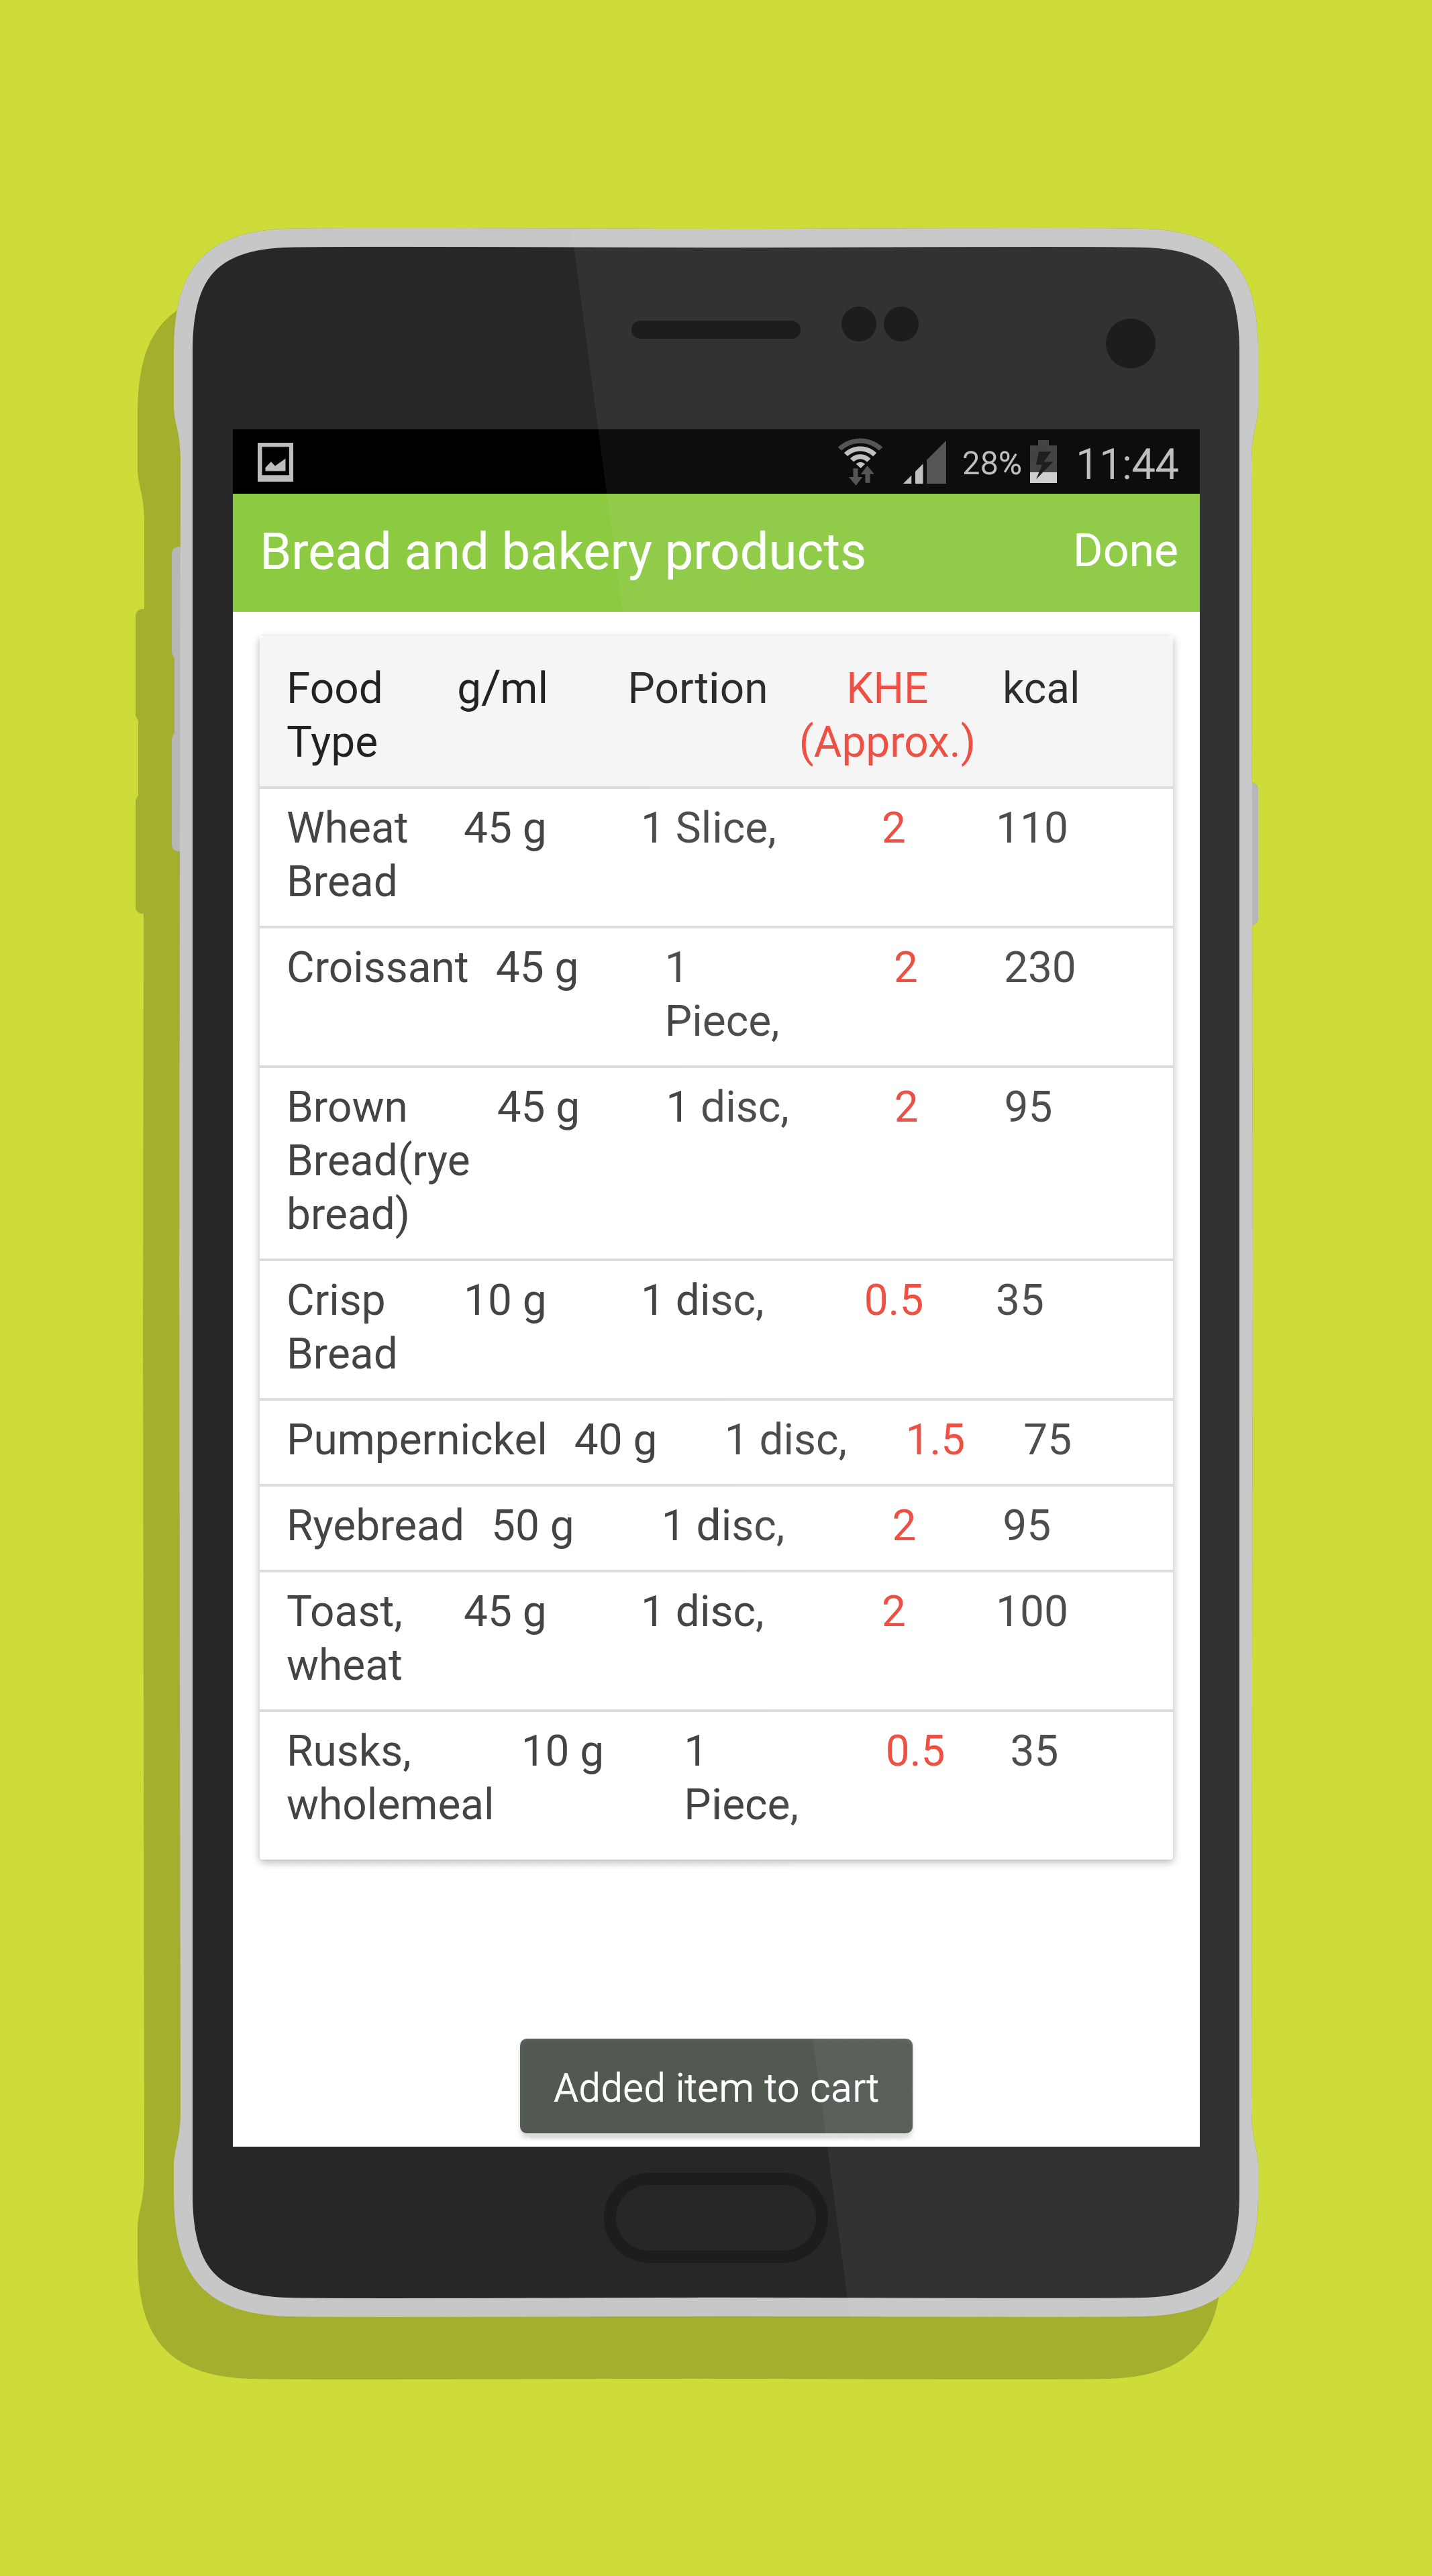 28% 11:44
Bread and bakery products Done
Food g/ml Portion KHE kcal
Type (Approx.)
Wheat 45 g 1 Slice, 2 110
Bread
Croissant 45 g 1 2 230
Piece,
Brown 45 g 1 disc, 2 95
Bread(rye
bread)
Crisp 10 g 1 disc, 0.5 35
Bread
Pumpernickel 40 g 1 disc, 1.5 75
Ryebread 50 g 1 disc, 2 95
Toast, 45 g 1 disc, 2 100
wheat
Rusks, 10 g 1 0.5 35
wholemeal Piece,
Added item to cart